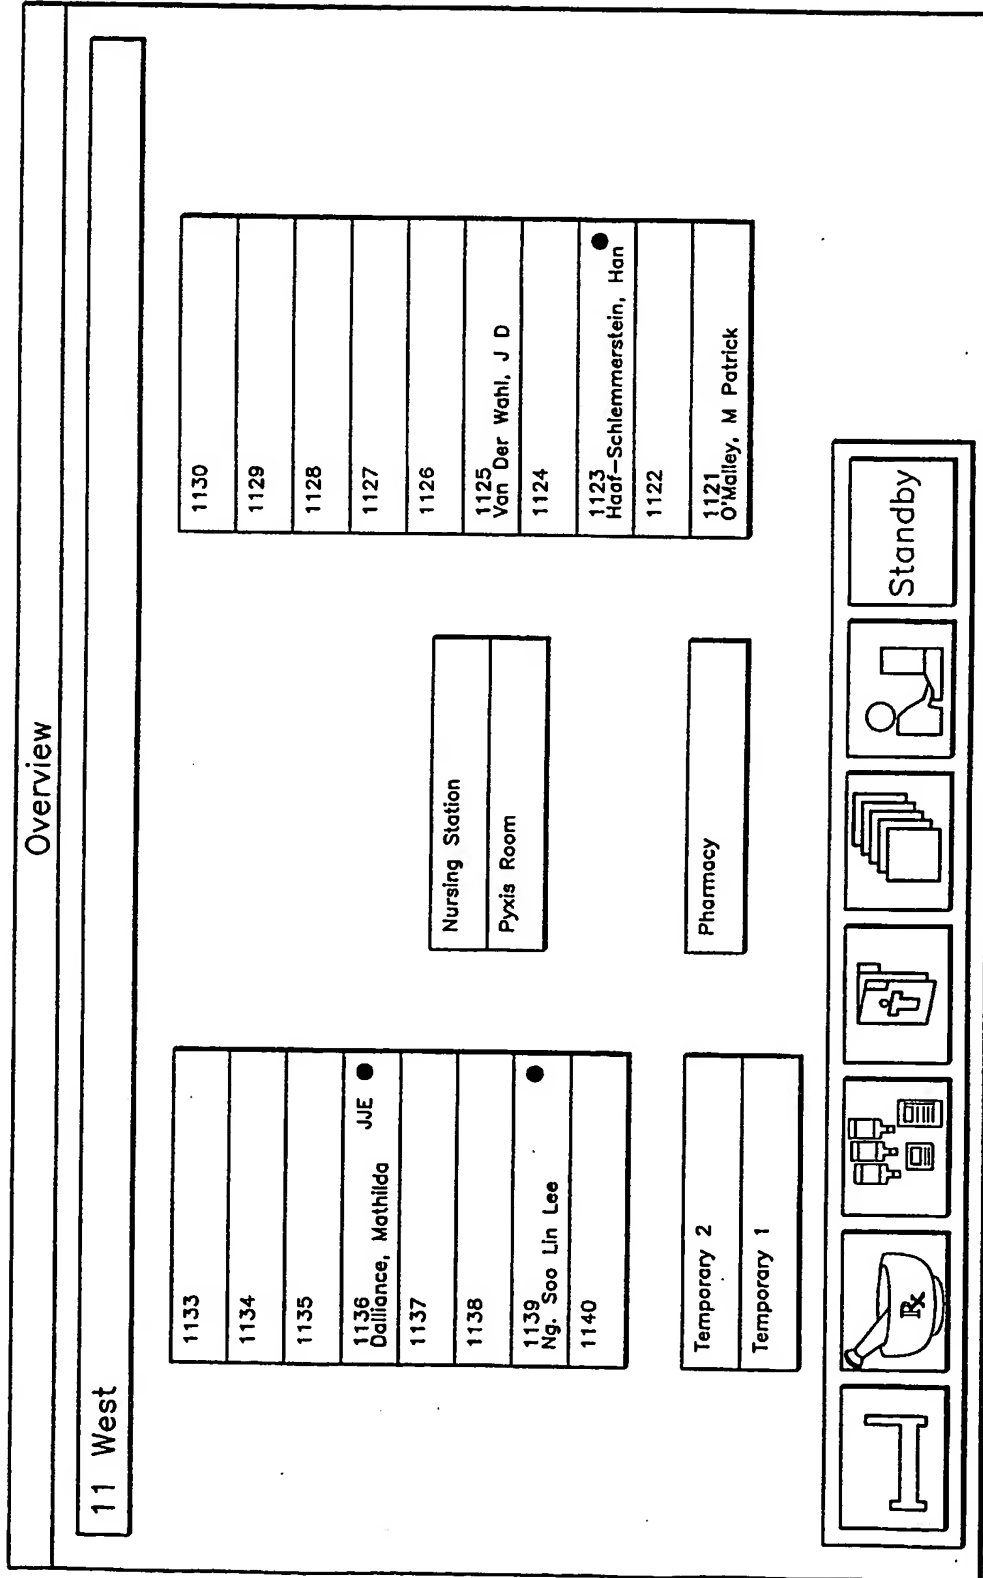 Overview
11 West
1133
1134
1135
1136 JJE
Dalliance, Mathilda
1137
1138
1139
Ng. Soo Lin Lee
1140
Temporary 2
Temporary 1
Nursing Station
Pyxis Room
Pharmacy
1130
1129
1128
1127
1126
1125
Van Der Wahl, J D
1124
1123
Haaf-Schlemmerstein, Han
1122
1121
O'Malley, M Patrick
Rx
Standby